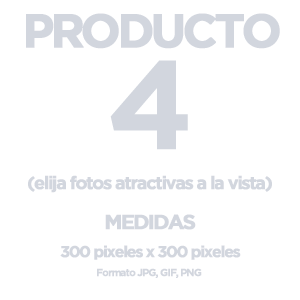 PRODUCTO
4
(elija fotos atractivas a la vista)
MEDIDAS
300 pixeles x 300 pixeles
Formato JPG, GIF, PNG